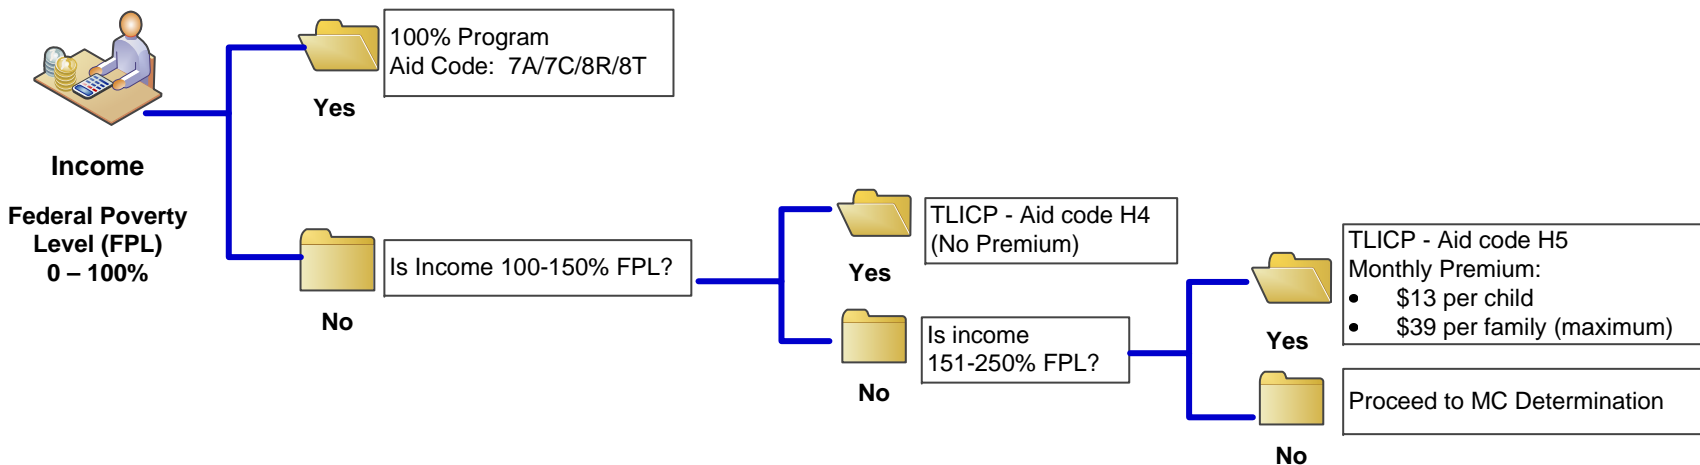 Income
Federal Poverty
Level (FPL)
0 – 100%
100% Program
Aid Code:  7A/7C/8R/8T
Yes
Is Income 100-150% FPL?
No
TLICP - Aid code H4
(No Premium)
Yes
Is income
151-250% FPL?
No
TLICP - Aid code H5
Monthly Premium:
• $13 per child
• $39 per family (maximum)
Yes
Proceed to MC Determination
No